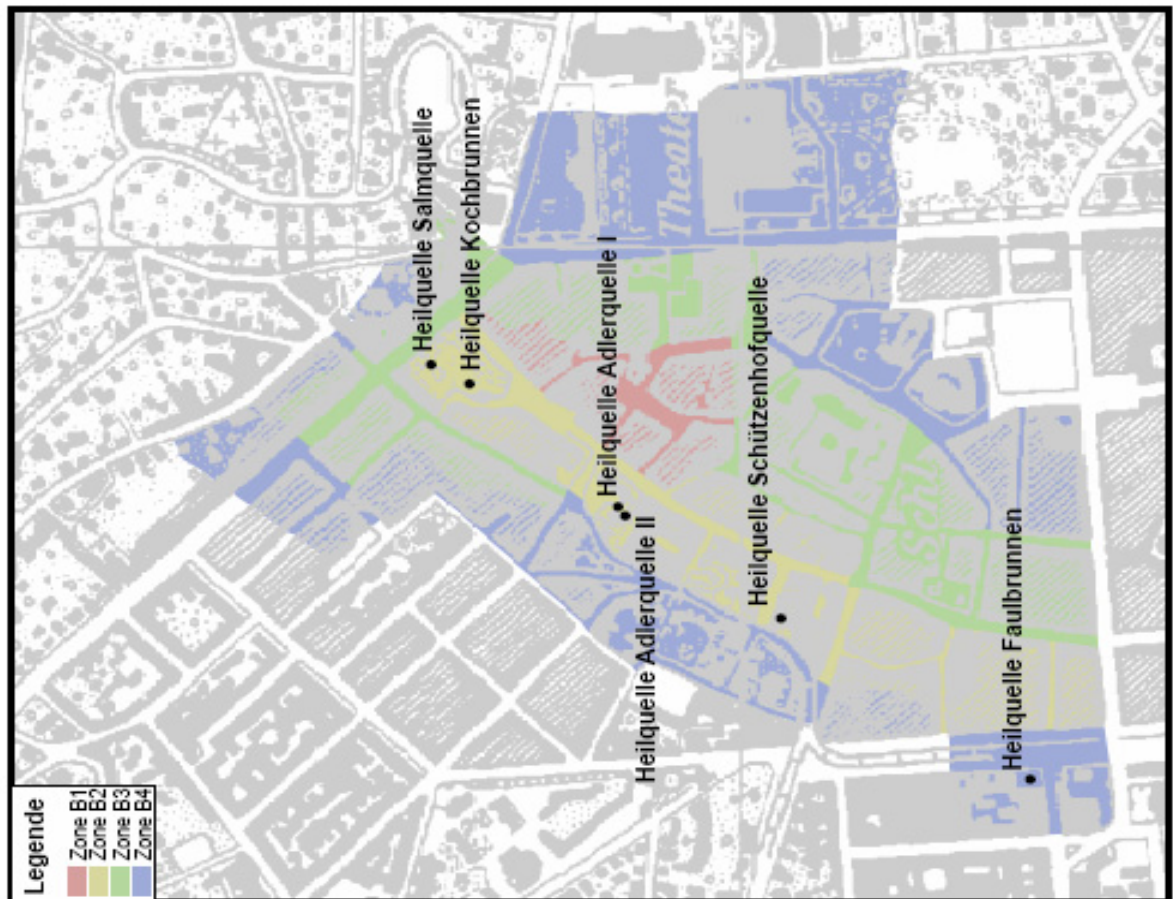 Legende
Zone B1
Zone B2
Zone B3
Zone B4
Heilquelle Salmquelle
Heilquelle Kochbrunnen
Heilquelle Adlerquelle I
Heilquelle Adlerquelle II
Heilquelle Schützenhofquelle
Heilquelle Faulbrunnen
Theater